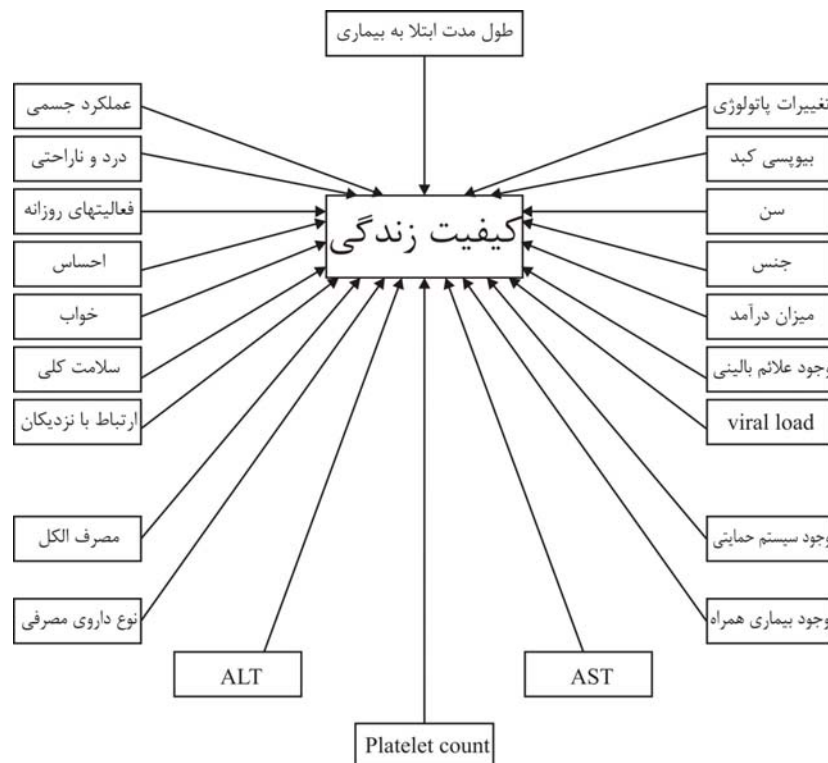 طول مدت ابتلا به بیماری
تغییرات پاتولوژی
عملکرد جسمی
بیوپسی کبد
درد و ناراحتی
سن
فعالیتهای روزانه
کیفیت زندگی
جنس
احساس
میزان درآمد
خواب
وجود علائم بالینی
سلامت کلی
viral load
ارتباط با نزدیکان
وجود سیستم حمایتی
مصرف الکل
وجود بیماری همراه
نوع داروی مصرفی
ALT
AST
Platelet count